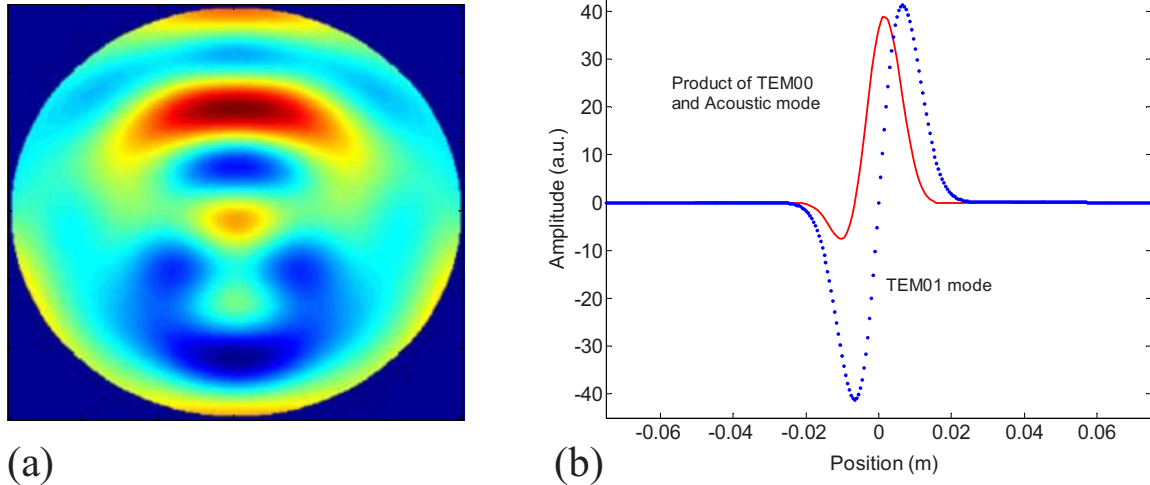 40
30
20
10
0
-10
-20
-30
-40
Amplitude (a.u.)
Product of TEM00
and Acoustic mode
TEM01 mode
-0.06 -0.04 -0.02 0 0.02 0.04 0.06
Position (m)
(a)
(b)